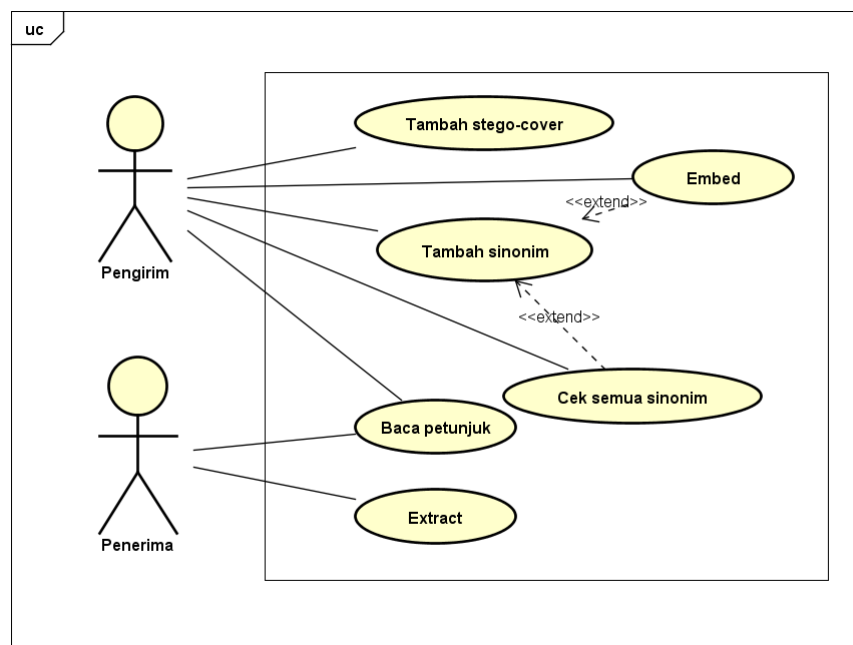 uc
Tambah stego-cover
Embed
<<extend>>
Tambah sinonim
Pengirim
<<extend>>
Cek semua sinonim
Baca petunjuk
Extract
Penerima